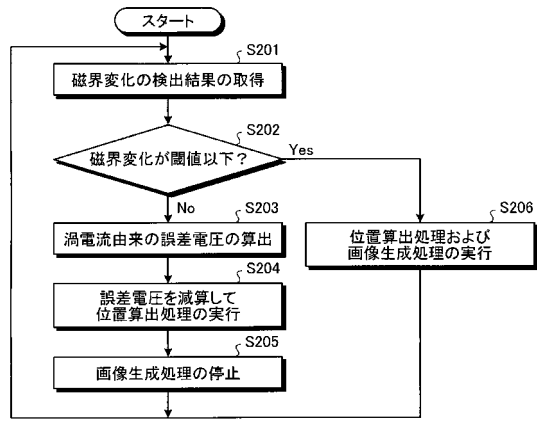 スタート
S201
磁界変化の検出結果の取得
S202
磁界変化が閾値以下?
Yes
No
S203
渦電流由来の誤差電圧の算出
S206
位置算出処理および
画像生成処理の実行
S204
誤差電圧を減算して
位置算出処理の実行
S205
画像生成処理の停止